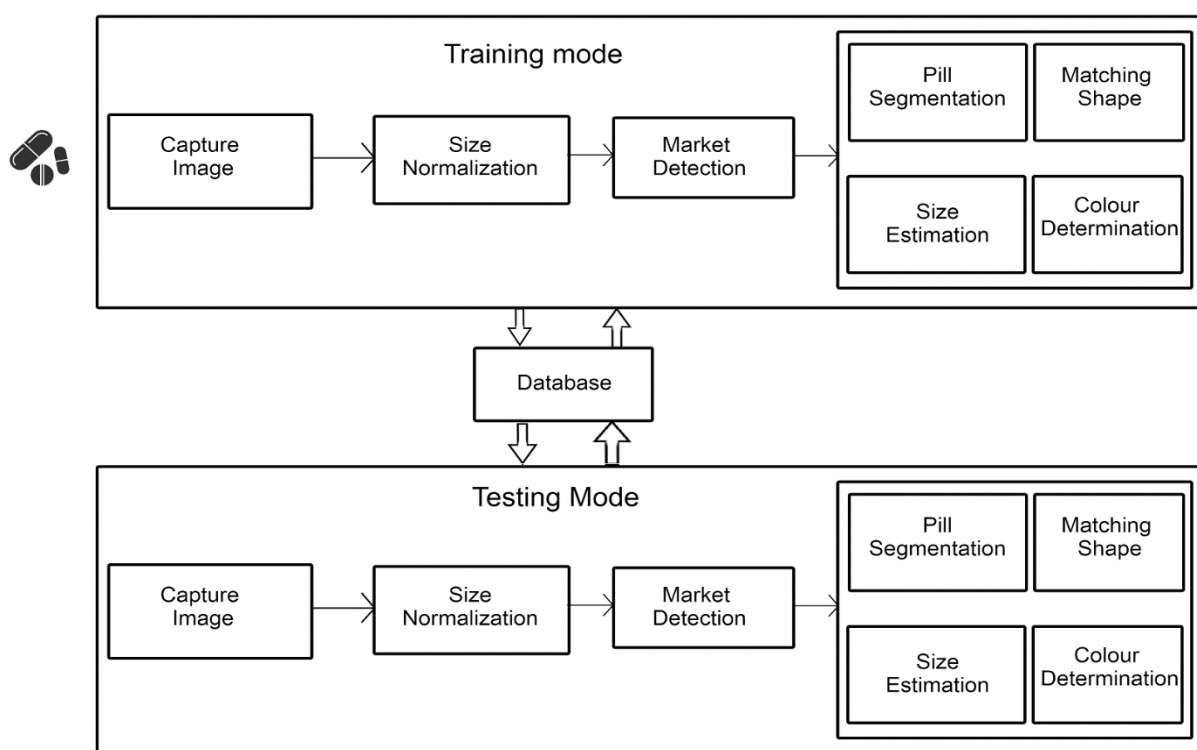 Training mode
Capture
Image
Size
Normalization
Market
Detection
Pill
Segmentation
Matching
Shape
Size
Estimation
Colour
Determination
Database
Testing Mode
Capture
Image
Size
Normalization
Market
Detection
Pill
Segmentation
Matching
Shape
Size
Estimation
Colour
Determination